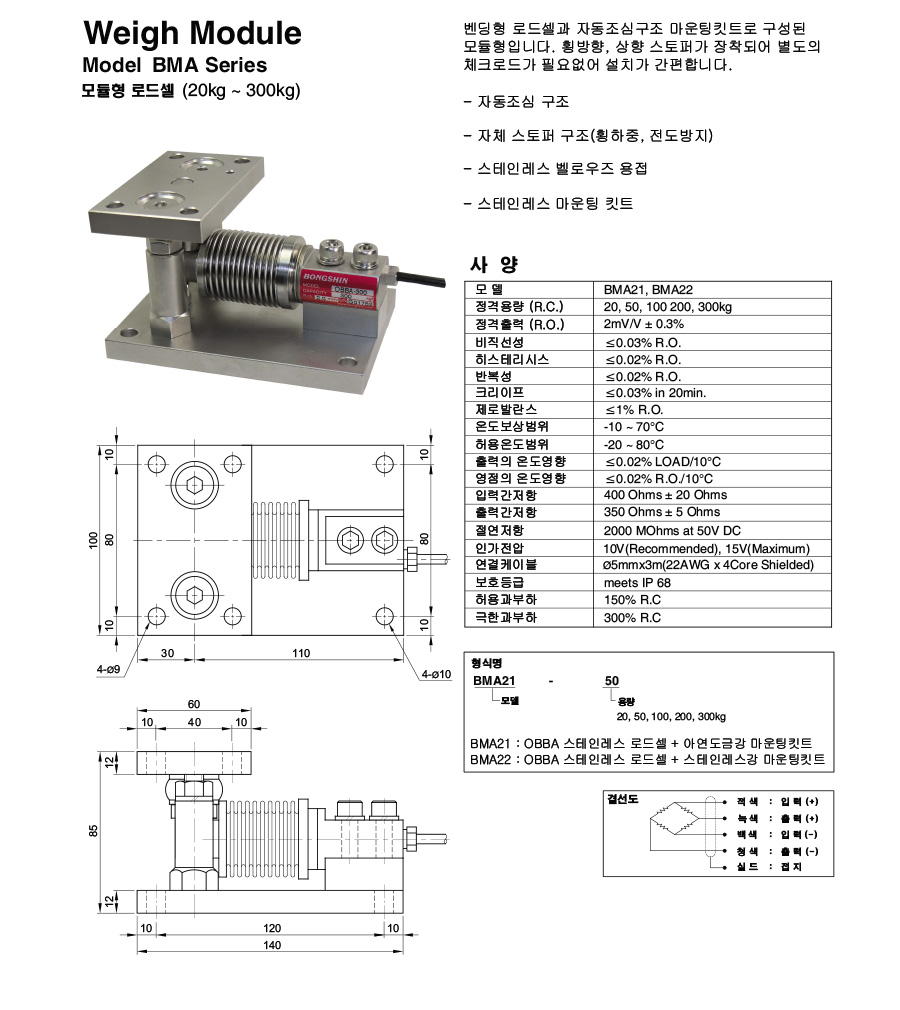 Weigh Module
Model BMA Series
모듈형 로드셀 (20kg ~ 300kg)
벤딩형 로드셀과 자동조심구조 마운팅킷트로 구성된
모듈형입니다. 횡방향, 상향 스토퍼가 장착되어 별도의
체크로드가 필요없어 설치가 간편합니다.
– 자동조심 구조
– 자체 스토퍼 구조(횡하중, 전도방지)
– 스테인레스 벨로우즈 용접
– 스테인레스 마운팅 킷트
BONGSHIN
MODEL OBBA-300
CAPACITY
사 양
모 델 BMA21, BMA22
정격용량 (R.C.) 20, 50, 100 200, 300kg
정격출력 (R.O.) 2mV/V ± 0.3%
비직선성 ≤0.03% R.O.
히스테리시스 ≤0.02% R.O.
반복성 ≤0.02% R.O.
크리이프 ≤0.03% in 20min.
제로발란스 ≤1% R.O.
온도보상범위 -10 ~ 70°C
허용온도범위 -20 ~ 80°C
출력의 온도영향 ≤0.02% LOAD/10°C
영점의 온도영향 ≤0.02% R.O./10°C
입력간저항 400 Ohms ± 20 Ohms
출력간저항 350 Ohms ± 5 Ohms
절연저항 2000 MOhms at 50V DC
인가전압 10V(Recommended), 15V(Maximum)
연결케이블 Ø5mmx3m(22AWG x 4Core Shielded)
보호등급 meets IP 68
허용과부하 150% R.C
극한과부하 300% R.C
10
10
100
80
80
10
10
30
110
4-Ø9
4-Ø10
60
10
40
10
12
85
12
10
120
10
140
형식명
BMA21 - 50
모델
용량
20, 50, 100, 200, 300kg
BMA21 : OBBA 스테인레스 로드셀 + 아연도금강 마운팅킷트
BMA22 : OBBA 스테인레스 로드셀 + 스테인레스강 마운팅킷트
결선도
적색 : 입력(+)
녹색 : 출력(+)
백색 : 입력(–)
청색 : 출력(–)
실드 : 접지